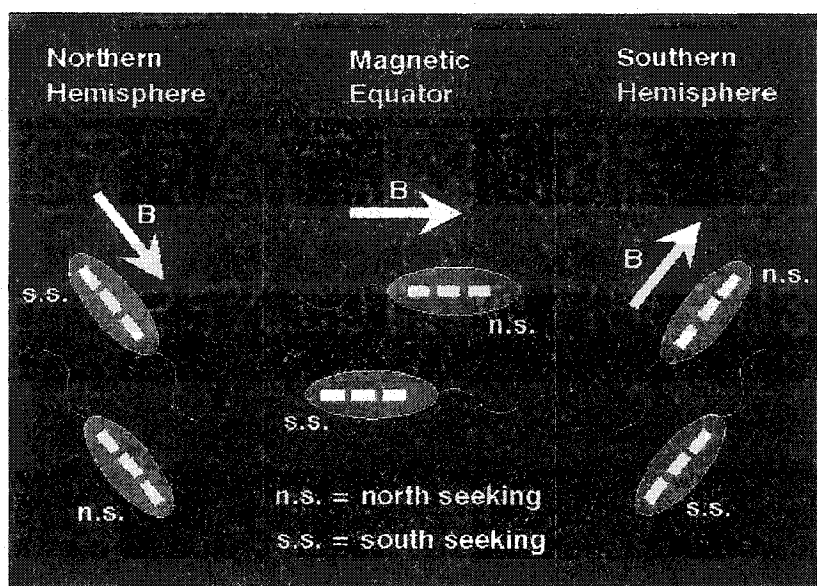 Northern
Hemisphere
Magnetic
Equator
Southern
Hemisphere
B
s.s.
n.s.
B
n.s.
s.s.
B
n.s.
s.s.
n.s. = north seeking
s.s. = south seeking